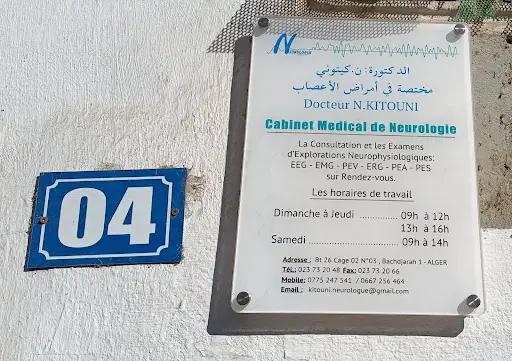 04
Neurologie
الدكتورة: ن.كيتوني
مختصة في أمراض الأعصاب
Docteur N.KITOUNI
Cabinet Medical de Neurologie
La Consultation et les Examens
d'Explorations Neurophysiologiques:
EEG - EMG - PEV - ERG - PEA - PES
sur Rendez-vous.
Les horaires de travail
Dimanche à Jeudi ................ 09h à 12h
13h à 16h
Samedi ...................... 09h à 14h
Adresse : Bt 26 Cage 02 N°03 , Bachdjarah 1 - ALGER
Tél.: 023 73 20 48 Fax: 023 73 20 66
Mobile: 0775 247 541 / 0667 256 464
Email : kitouni.neurologue@gmail.com